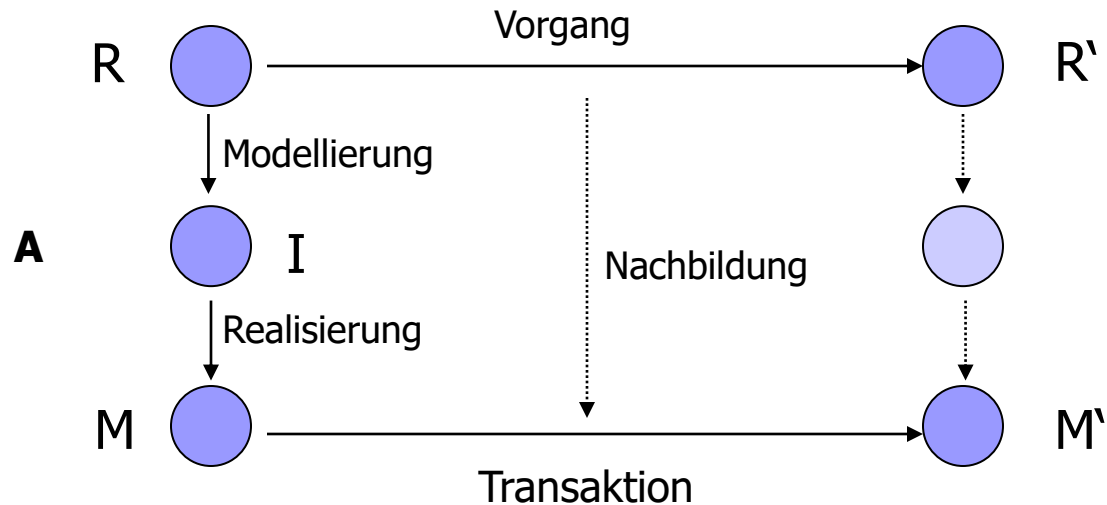 Vorgang
R
R‘
Modellierung
A
I
Nachbildung
Realisierung
M
M‘
Transaktion